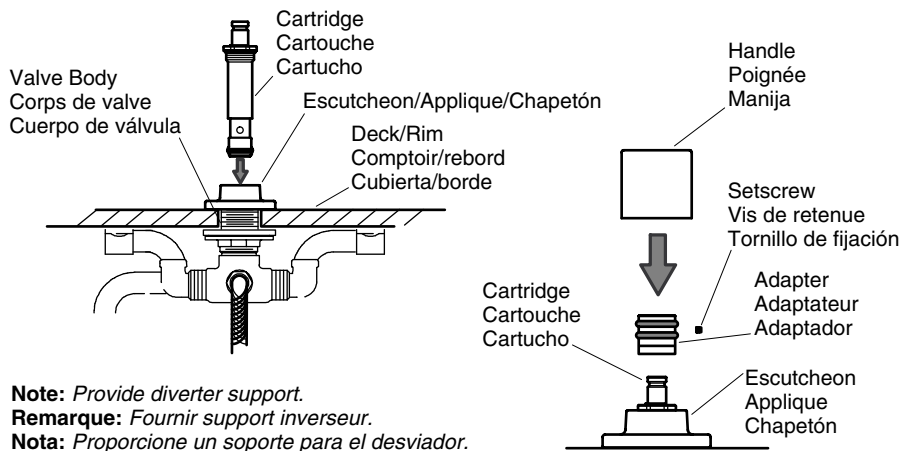 Cartridge
Cartouche
Cartucho
Valve Body
Corps de valve
Cuerpo de válvula
Escutcheon/Applique/Chapetón
Deck/Rim
Comptoir/rebord
Cubierta/borde
Handle
Poignée
Manija
Setscrew
Vis de retenue
Tornillo de fijación
Adapter
Adaptateur
Adaptador
Cartridge
Cartouche
Cartucho
Escutcheon
Applique
Chapetón
Note: Provide diverter support.
Remarque: Fournir support inverseur.
Nota: Proporcione un soporte para el desviador.